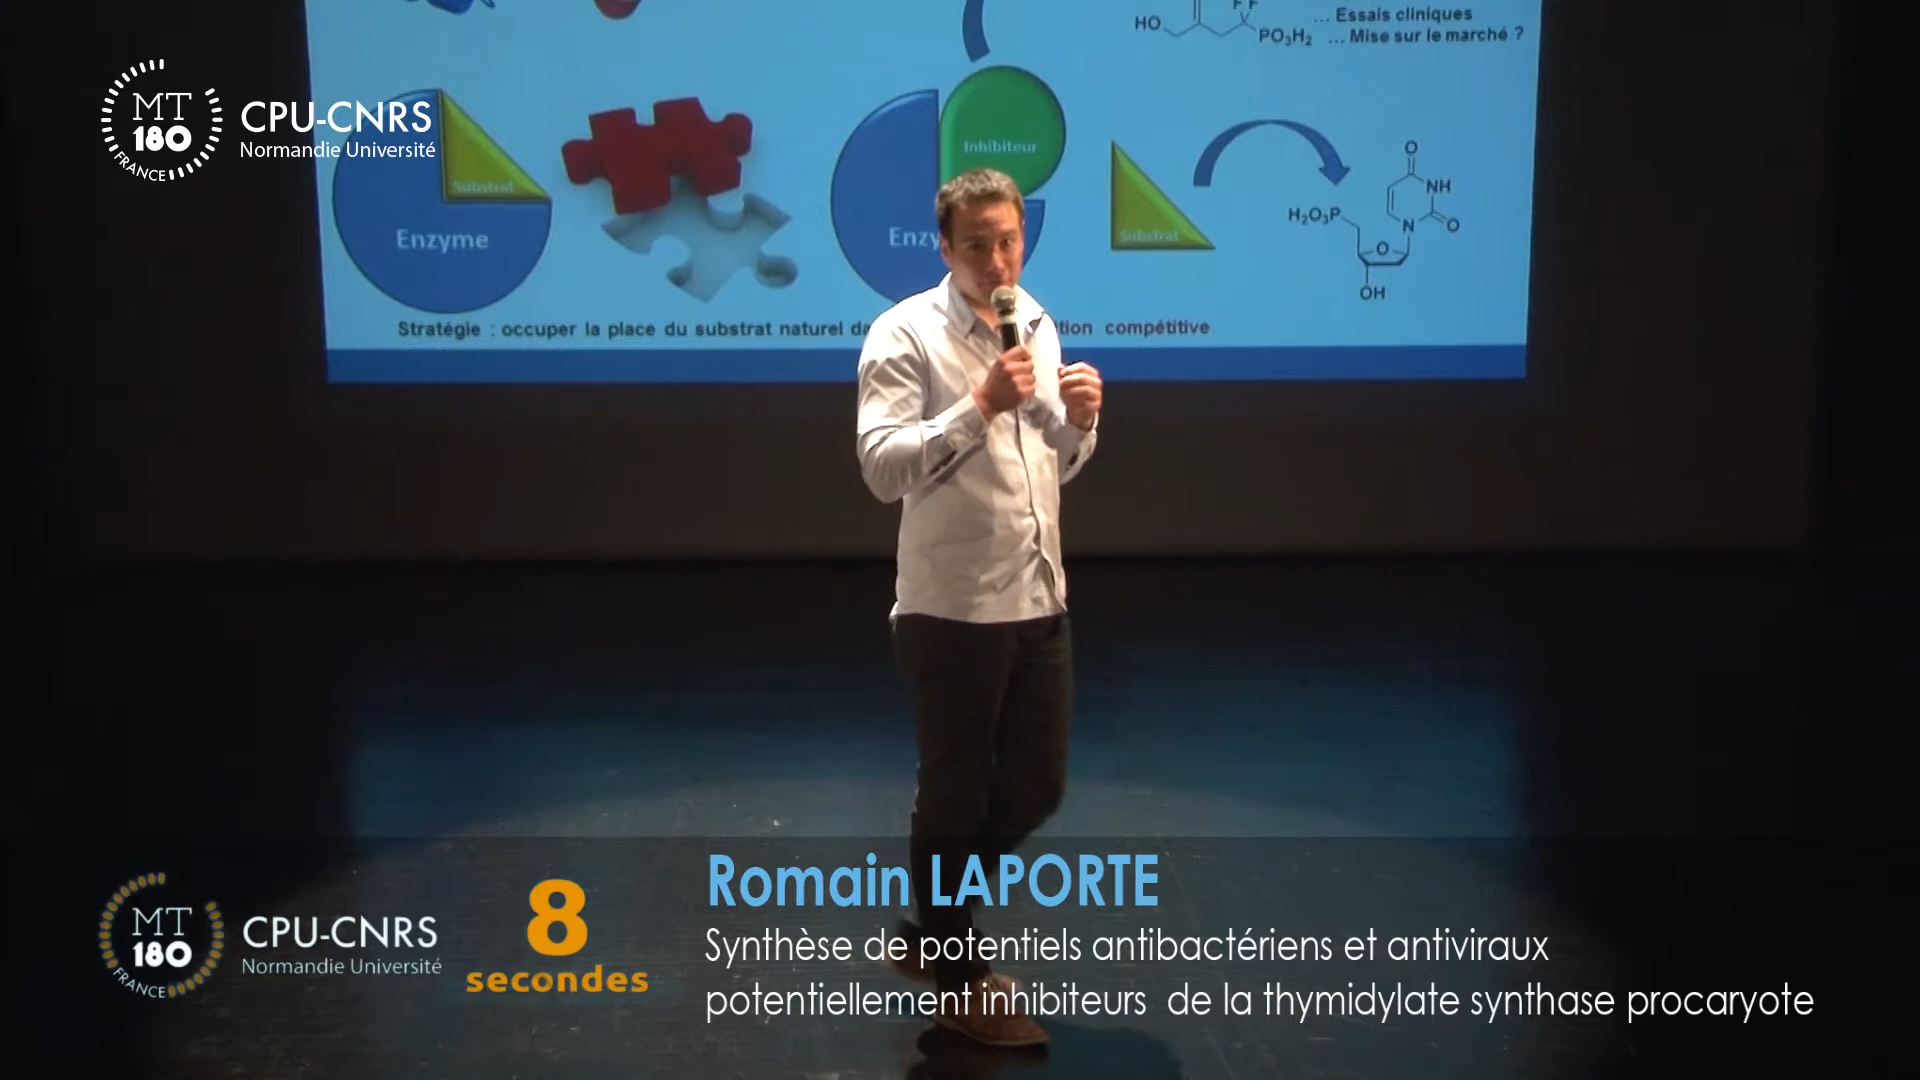 HO
F F
PO₃H₂
... Essais cliniques
... Mise sur le marché ?
MT
180
FRANCE
CPU-CNRS
Normandie Université
Substrat
Enzyme
Inhibiteur
Enzy
Substrat
O
NH
N
O
H₂O₃P
O
OH
Stratégie : occuper la place du substrat naturel da
ition compétitive
MT
180
FRANCE
CPU-CNRS
Normandie Université
8
secondes
Romain LAPORTE
Synthèse de potentiels antibactériens et antiviraux
potentiellement inhibiteurs de la thymidylate synthase procaryote